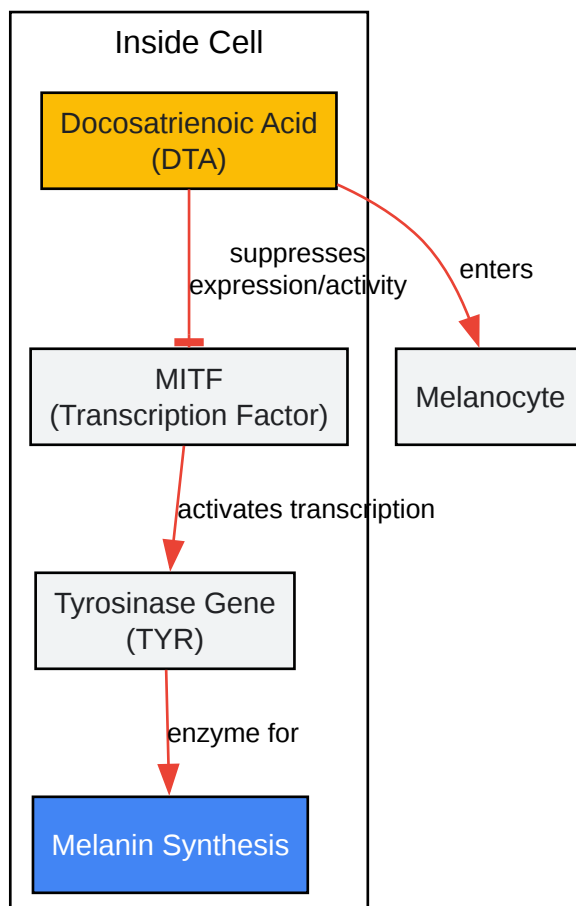 Inside Cell
Docosatrienoic Acid
(DTA)
suppresses
expression/activity
enters
MITF
(Transcription Factor)
Melanocyte
activates transcription
Tyrosinase Gene
(TYR)
enzyme for
Melanin Synthesis